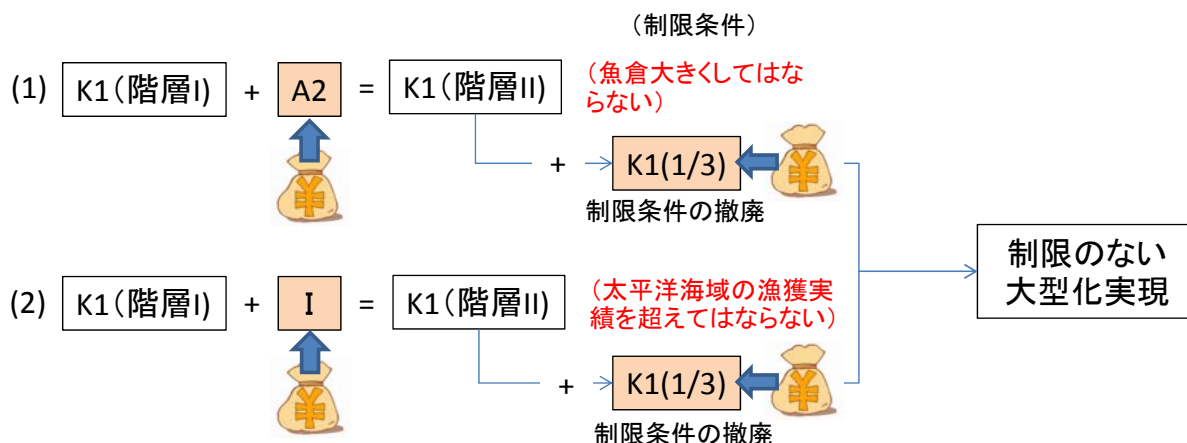 (制限条件)
(1) K1(階層I) + A2 = K1(階層II) (魚倉大きくしてはな
らない)
¥
+ K1(1/3) ¥
制限条件の撤廃
(2) K1(階層I) + I = K1(階層II) (太平洋海域の漁獲実
績を超えてはならない)
¥
+ K1(1/3) ¥
制限条件の撤廃
制限のない
大型化実現